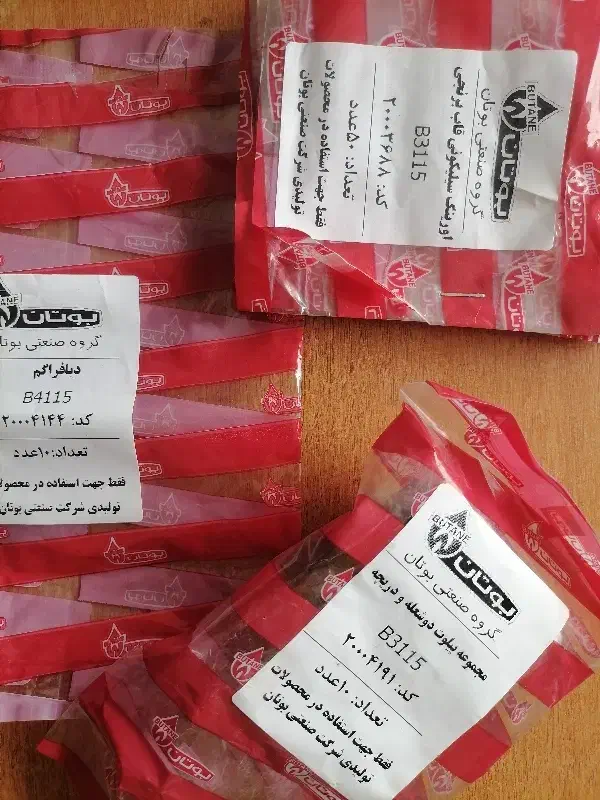 BUTANE
بوتان
گروه صنعتی بوتان
اورینگ سیلیکونی قاب برنجی
B3115
کد: ۲۰۰۰۳۶۸۸
تعداد: ۵۰عدد
فقط جهت استفاده در محصولات
تولیدی شرکت صنعتی بوتان
بوتان
گروه صنعتی بوتا
دیافراگم
B4115
کد: ۲۰۰۰۴۱۴۴
تعداد:۱۰عدد
فقط جهت استفاده در محصولا
تولیدی شرکت صنعتی بوتان
BUTANE
بوتان
گروه صنعتی بوتان
مجموعه پیلوت دوشعله و دریچه
B3115
کد: ۲۰۰۰۴۱۹۱
تعداد: ۱۰عدد
فقط جهت استفاده در محصولات
تولیدی شرکت صنعتی بوتان